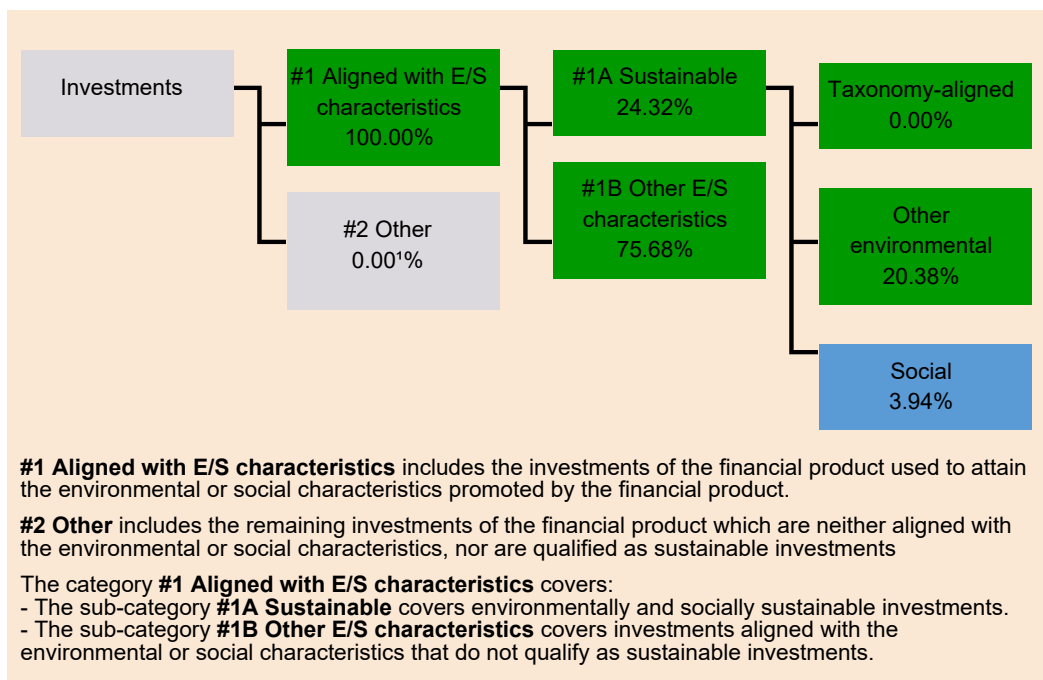 Investments
#1 Aligned with E/S
characteristics
100.00%
#2 Other
0.00¹%
#1A Sustainable
24.32%
#1B Other E/S
characteristics
75.68%
Taxonomy-aligned
0.00%
Other
environmental
20.38%
Social
3.94%
#1 Aligned with E/S characteristics includes the investments of the financial product used to attain
the environmental or social characteristics promoted by the financial product.
#2 Other includes the remaining investments of the financial product which are neither aligned with
the environmental or social characteristics, nor are qualified as sustainable investments
The category #1 Aligned with E/S characteristics covers:
- The sub-category #1A Sustainable covers environmentally and socially sustainable investments.
- The sub-category #1B Other E/S characteristics covers investments aligned with the
environmental or social characteristics that do not qualify as sustainable investments.